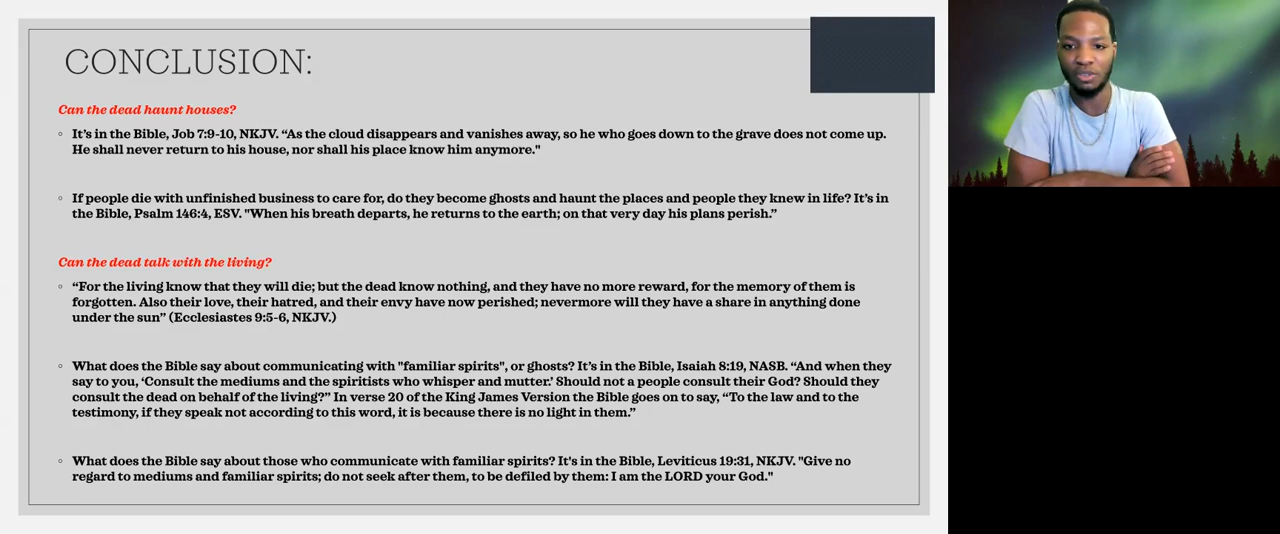 CONCLUSION:
Can the dead haunt houses?
◦ It’s in the Bible, Job 7:9-10, NKJV. “As the cloud disappears and vanishes away, so he who goes down to the grave does not come up.
He shall never return to his house, nor shall his place know him anymore."
◦ If people die with unfinished business to care for, do they become ghosts and haunt the places and people they knew in life? It’s in
the Bible, Psalm 146:4, ESV. "When his breath departs, he returns to the earth; on that very day his plans perish.”
Can the dead talk with the living?
◦ “For the living know that they will die; but the dead know nothing, and they have no more reward, for the memory of them is
forgotten. Also their love, their hatred, and their envy have now perished; nevermore will they have a share in anything done
under the sun” (Ecclesiastes 9:5-6, NKJV.)
◦ What does the Bible say about communicating with "familiar spirits", or ghosts? It’s in the Bible, Isaiah 8:19, NASB. “And when they
say to you, ‘Consult the mediums and the spiritists who whisper and mutter.’ Should not a people consult their God? Should they
consult the dead on behalf of the living?” In verse 20 of the King James Version the Bible goes on to say, “To the law and to the
testimony, if they speak not according to this word, it is because there is no light in them.”
◦ What does the Bible say about those who communicate with familiar spirits? It's in the Bible, Leviticus 19:31, NKJV. "Give no
regard to mediums and familiar spirits; do not seek after them, to be defiled by them: I am the LORD your God."